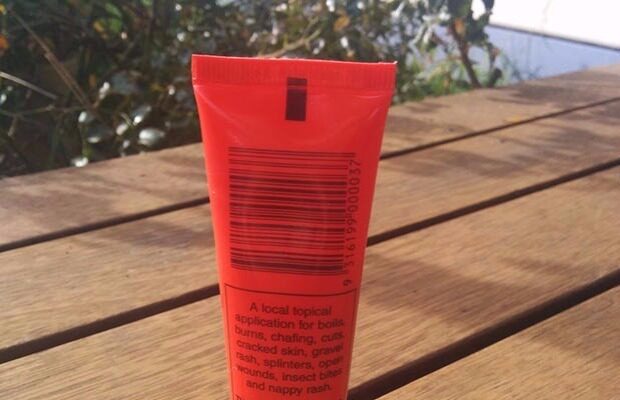 9 316199 000037
A local topical
application for boils,
burns, chafing, cuts,
cracked skin, gravel
rash, splinters, open
wounds, insect bites
and nappy rash.